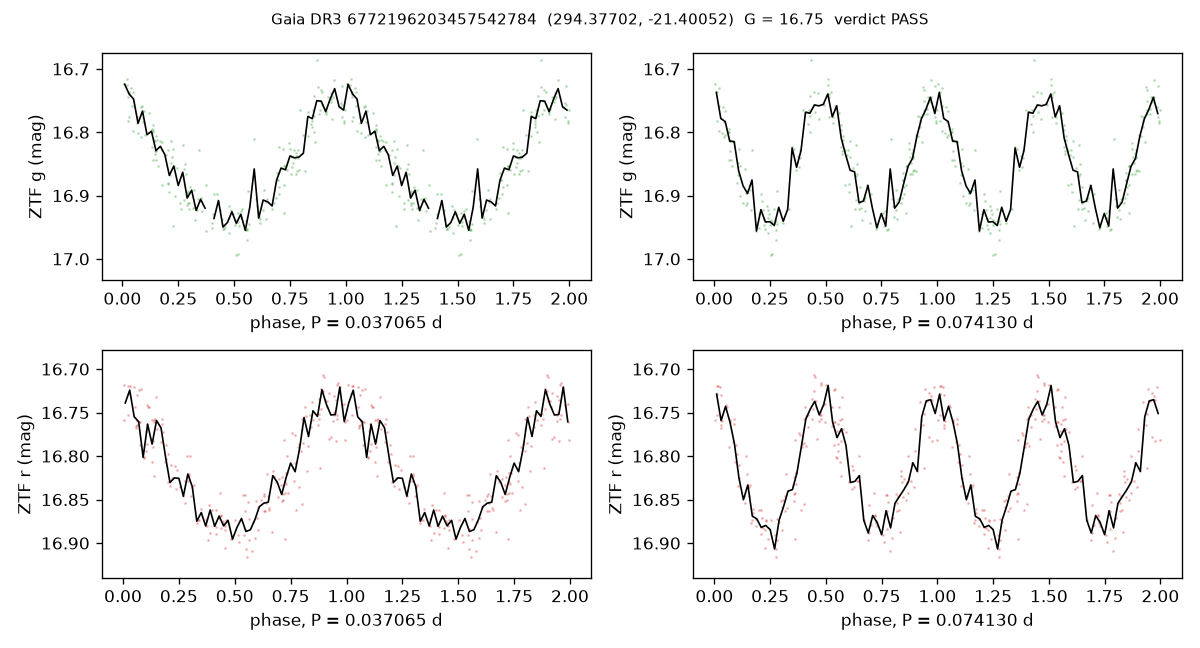 Gaia DR3 6772196203457542784 (294.37702, -21.40052) G = 16.75 verdict PASS
ZTF g (mag)
16.7
16.8
16.9
17.0
0.00 0.25 0.50 0.75 1.00 1.25 1.50 1.75 2.00
phase, P = 0.037065 d
ZTF g (mag)
16.7
16.8
16.9
17.0
0.00 0.25 0.50 0.75 1.00 1.25 1.50 1.75 2.00
phase, P = 0.074130 d
ZTF r (mag)
16.70
16.75
16.80
16.85
16.90
0.00 0.25 0.50 0.75 1.00 1.25 1.50 1.75 2.00
phase, P = 0.037065 d
ZTF r (mag)
16.70
16.75
16.80
16.85
16.90
0.00 0.25 0.50 0.75 1.00 1.25 1.50 1.75 2.00
phase, P = 0.074130 d